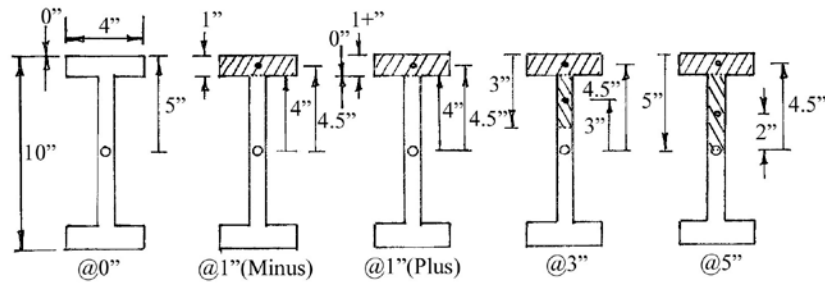 0” 4” 5” 10” @0”
1” 4” 4.5” @1”(Minus)
1+” 0” 4” 4.5” @1”(Plus)
3” 4.5” 3” @3”
5” 2” 4.5” @5”